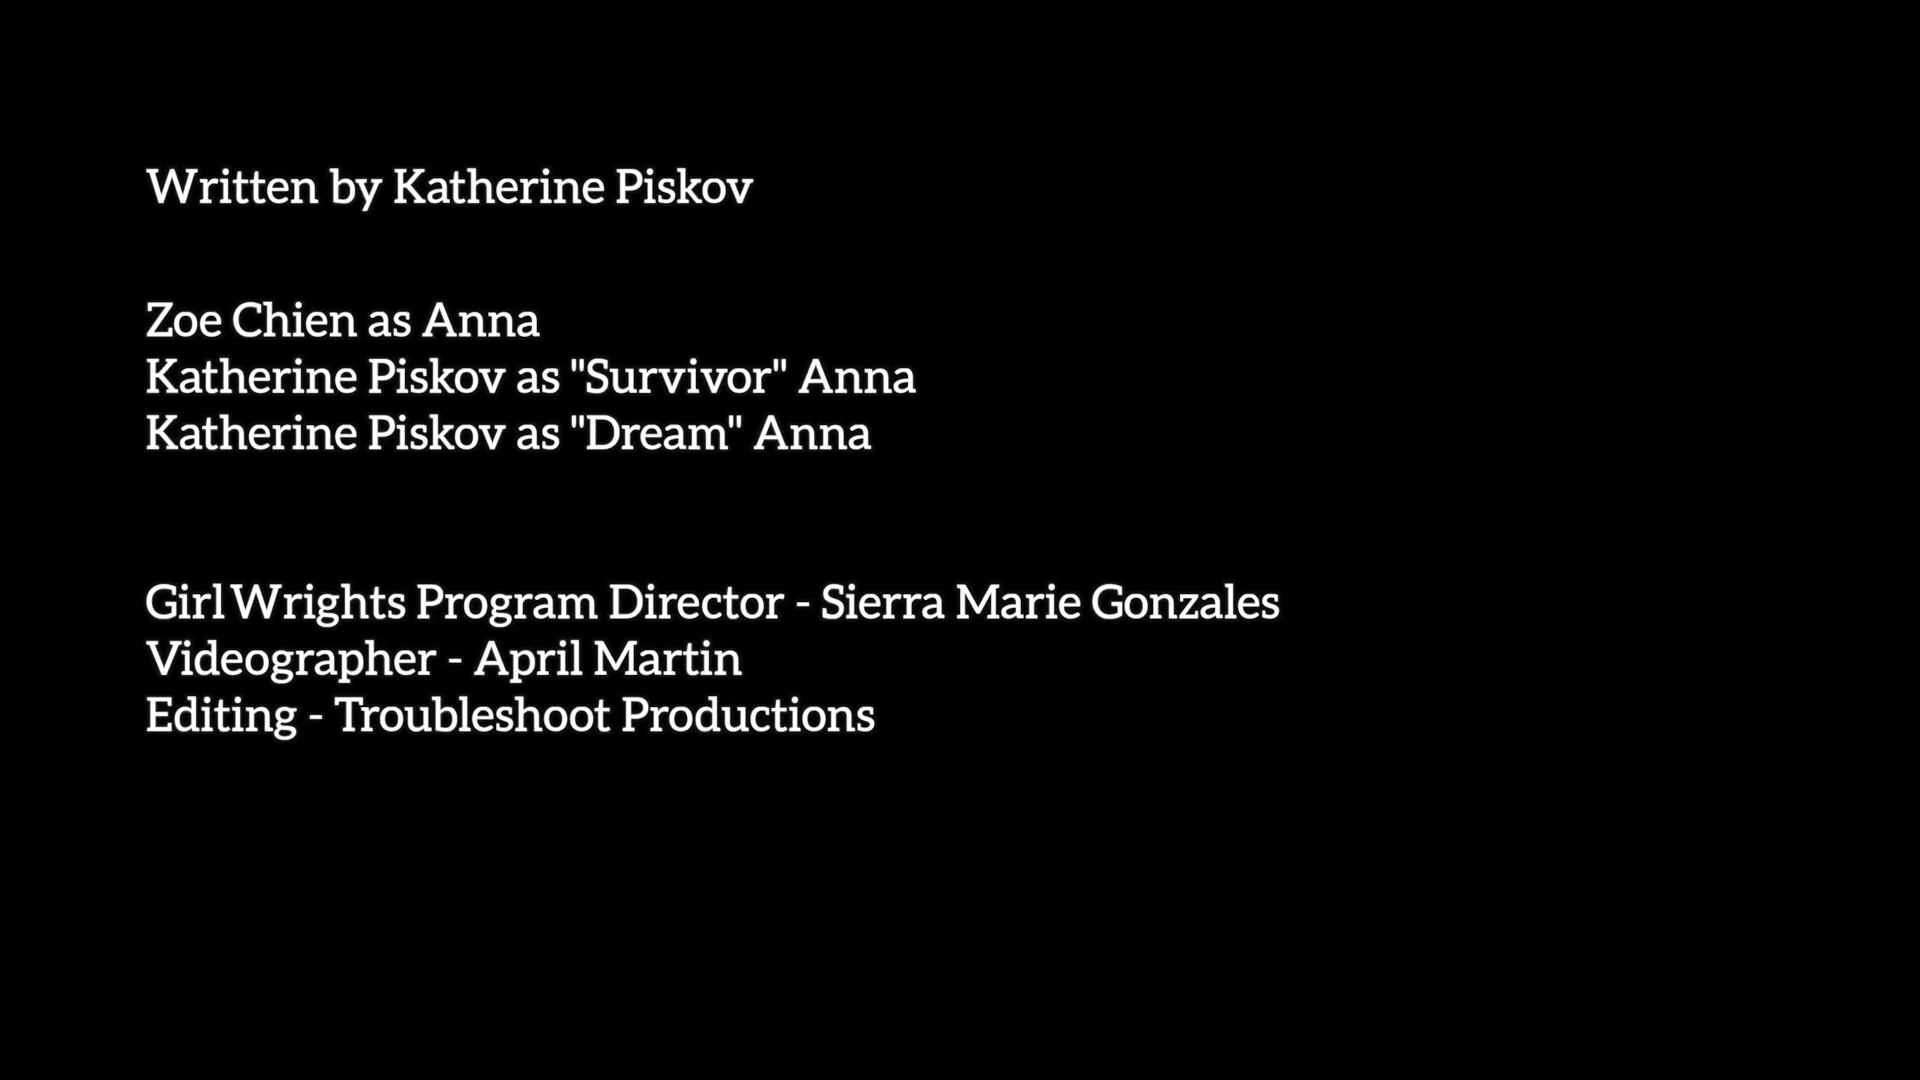 Written by Katherine Piskov
Zoe Chien as Anna
Katherine Piskov as "Survivor" Anna
Katherine Piskov as "Dream" Anna
Girl Wrights Program Director - Sierra Marie Gonzales
Videographer - April Martin
Editing - Troubleshoot Productions